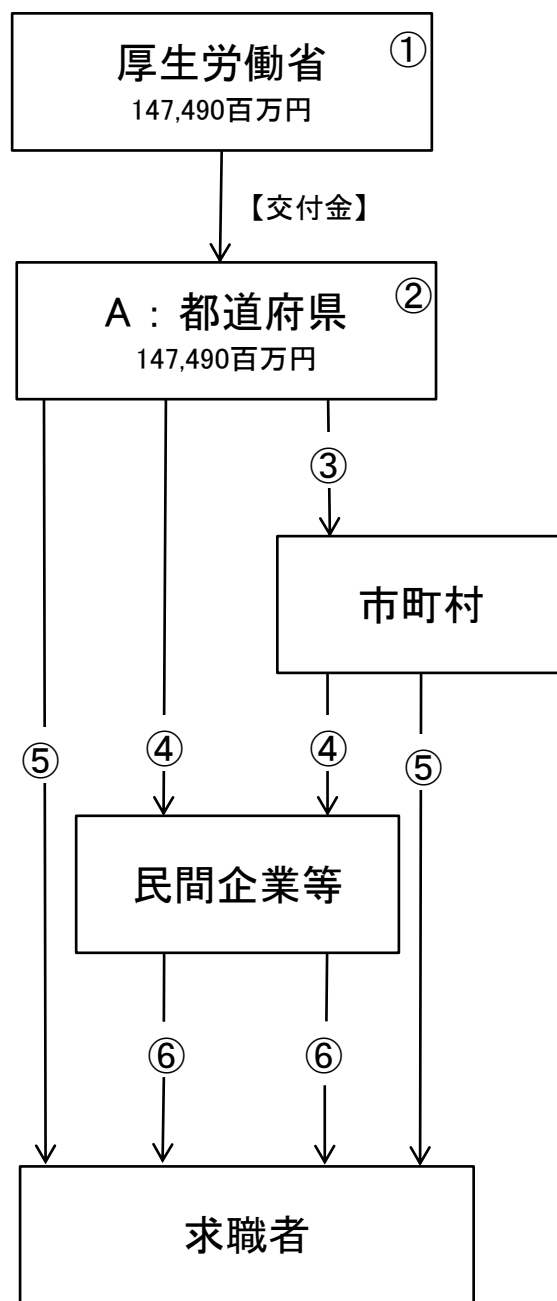 厚生労働省
①
147,490百万円
【交付金】
A：都道府県
②
147,490百万円
③
市町村
⑤
④
④
⑤
民間企業等
⑥
⑥
求職者